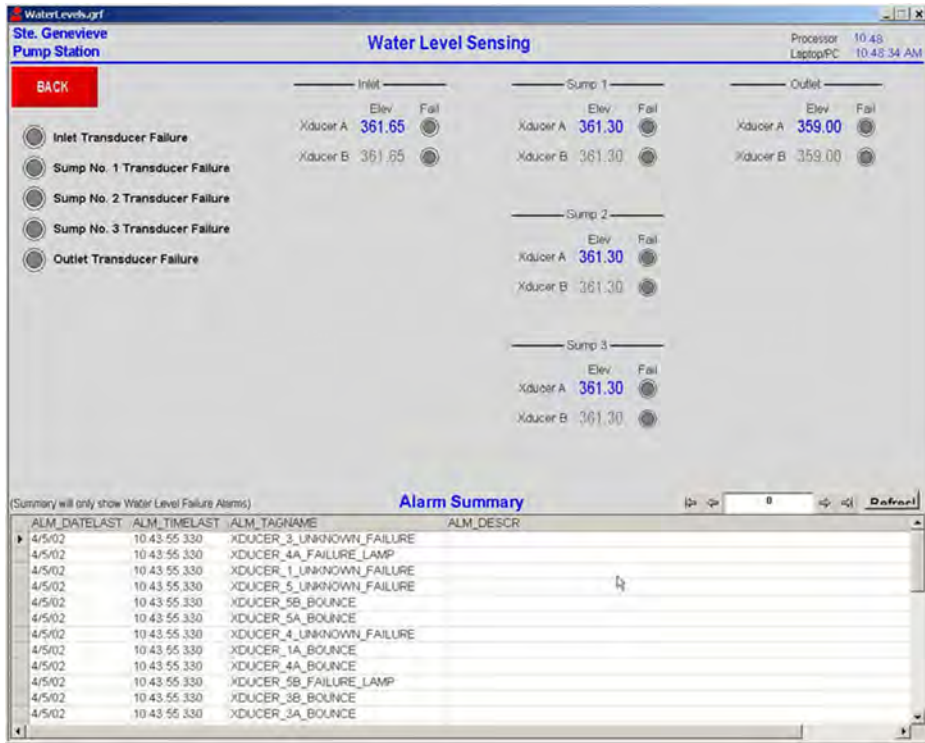 WaterLevels.grf
Ste. Genevieve
Pump Station
Water Level Sensing
Processor 10:48
Laptop/PC 10:48:34 AM
BACK
Inlet Transducer Failure
Sump No. 1 Transducer Failure
Sump No. 2 Transducer Failure
Sump No. 3 Transducer Failure
Outlet Transducer Failure
Inlet
Elev Fail
Xducer A 361.65
Xducer B 361.65
Sump 1
Elev Fail
Xducer A 361.30
Xducer B 361.30
Outlet
Elev Fail
Xducer A 359.00
Xducer B 359.00
Sump 2
Elev Fail
Xducer A 361.30
Xducer B 361.30
Sump 3
Elev Fail
Xducer A 361.30
Xducer B 361.30
(Summary will only show Water Level Failure Alarms)
Alarm Summary
0
Refresl
ALM_DATELAST ALM_TIMELAST ALM_TAGNAME ALM_DESCR
4/5/02 10:43:55.330 XDUCER_3_UNKNOWN_FAILURE
4/5/02 10:43:55.330 XDUCER_4A_FAILURE_LAMP
4/5/02 10:43:55.330 XDUCER_1_UNKNOWN_FAILURE
4/5/02 10:43:55.330 XDUCER_5_UNKNOWN_FAILURE
4/5/02 10:43:55.330 XDUCER_5B_BOUNCE
4/5/02 10:43:55.330 XDUCER_5A_BOUNCE
4/5/02 10:43:55.330 XDUCER_4_UNKNOWN_FAILURE
4/5/02 10:43:55.330 XDUCER_1A_BOUNCE
4/5/02 10:43:55.330 XDUCER_4A_BOUNCE
4/5/02 10:43:55.330 XDUCER_5B_FAILURE_LAMP
4/5/02 10:43:55.330 XDUCER_3B_BOUNCE
4/5/02 10:43:55.330 XDUCER_3A_BOUNCE